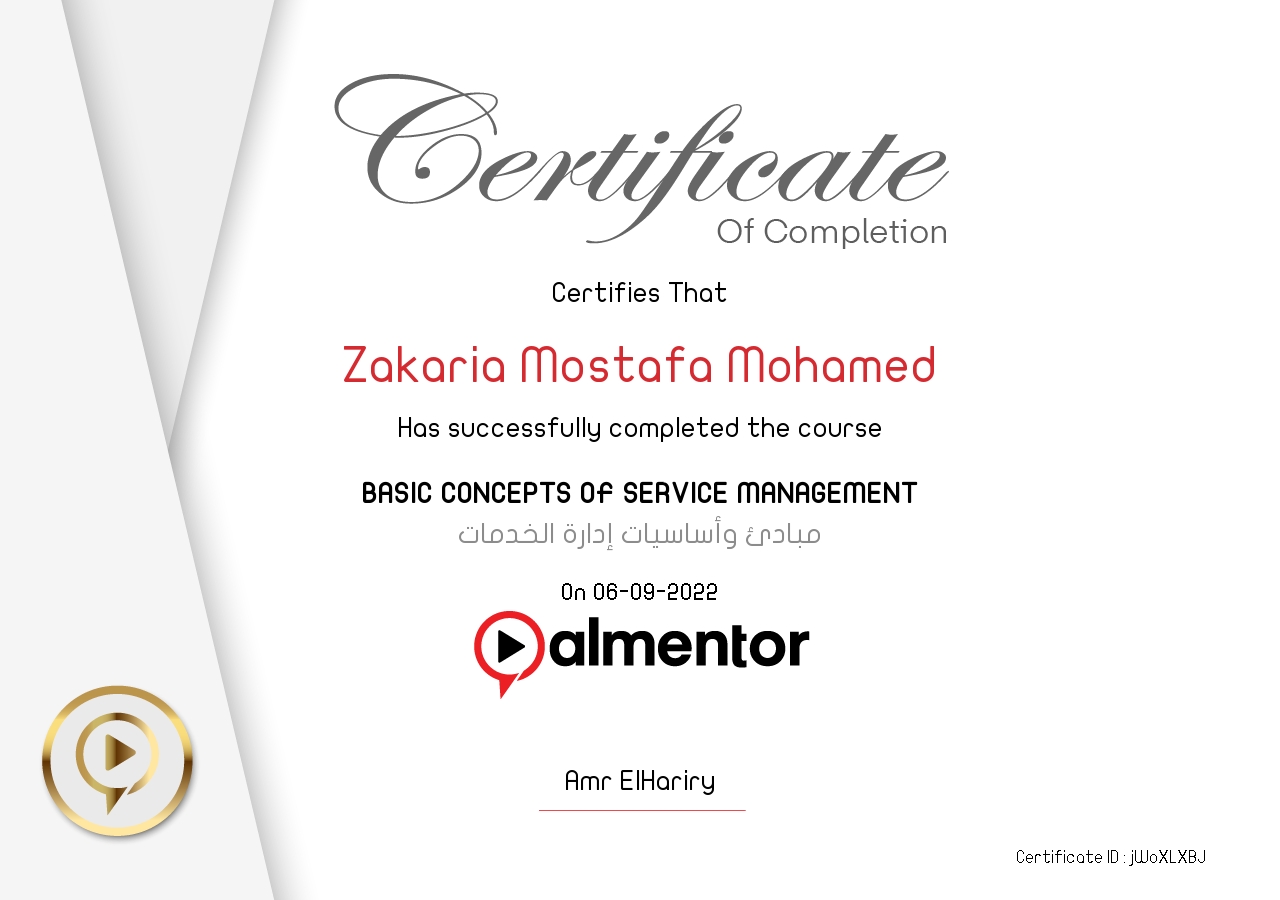 Certificate
Of Completion
Certifies That
Zakaria Mostafa Mohamed
Has successfully completed the course
BASIC CONCEPTS OF SERVICE MANAGEMENT
مبادئ وأساسيات إدارة الخدمات
On 06-09-2022
almentor
Amr ElHariry
Certificate ID : jWoXLXBJ